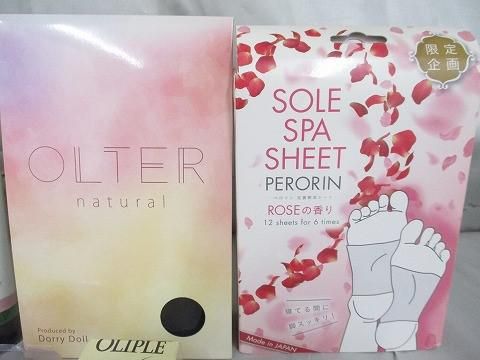 OLTER
natural
Produced by
Dorry Doll
OLIPLE
限定
企画
SOLE
SPA
SHEET
PERORIN
ROSEの香り
12 sheets for 6 times
寝てる間に
脚スッキリ！
Made in JAPAN